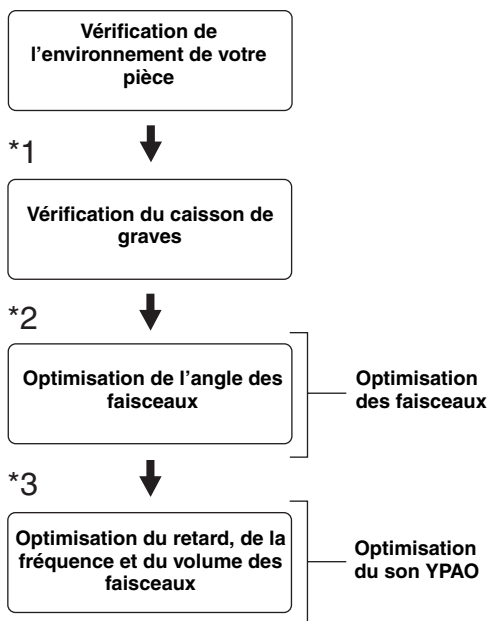 Vérification de
l'environnement de votre
pièce
*1
Vérification du caisson de
graves
*2
Optimisation de l'angle des
faisceaux
Optimisation
des faisceaux
*3
Optimisation du retard, de la
fréquence et du volume des
faisceaux
Optimisation
du son YPAO